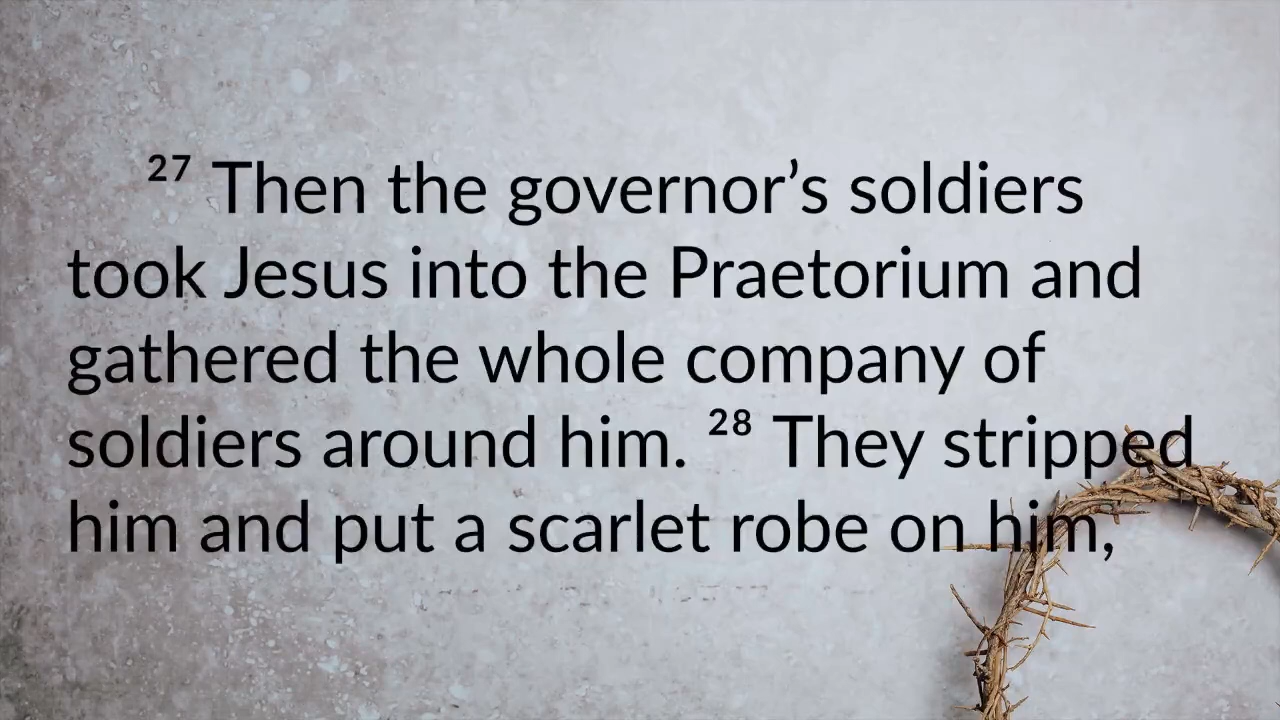 ²⁷ Then the governor’s soldiers
took Jesus into the Praetorium and
gathered the whole company of
soldiers around him. ²⁸ They stripped
him and put a scarlet robe on him,